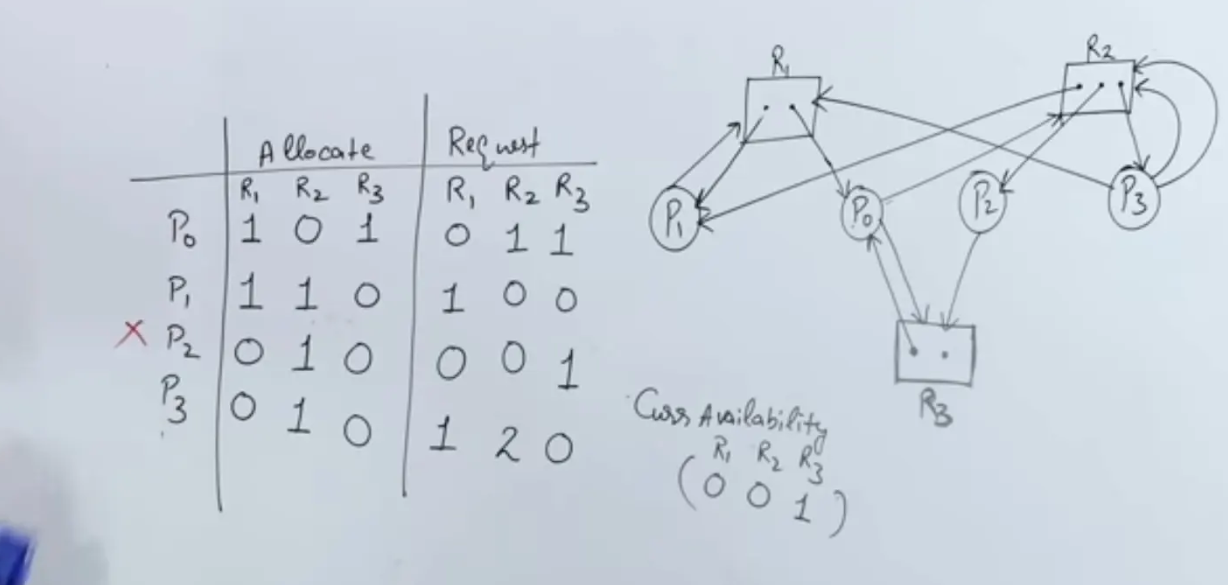 Allocate Request
R1 R2 R3 R1 R2 R3
P0 1 0 1 0 1 1
P1 1 1 0 1 0 0
X P2 0 1 0 0 0 1
P3 0 1 0 1 2 0
R1 R2
P1 P0 P2 P3
R3
Curr Availability
R1 R2 R3
(0 0 1)